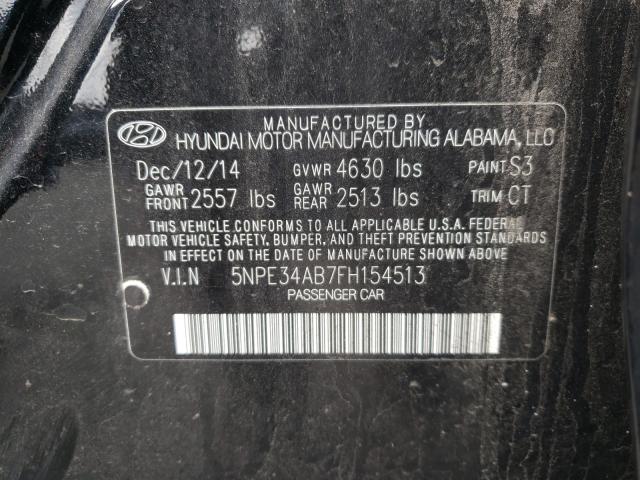 MANUFACTURED BY
HYUNDAI MOTOR MANUFACTURING ALABAMA, LLC
Dec/12/14 GVWR 4630 lbs PAINT S3
GAWR FRONT 2557 lbs GAWR REAR 2513 lbs TRIM CT
THIS VEHICLE CONFORMS TO ALL APPLICABLE U.S.A. FEDERAL
MOTOR VEHICLE SAFETY, BUMPER, AND THEFT PREVENTION STANDARDS
IN EFFECT ON THE DATE OF MANUFACTURE SHOWN ABOVE.
V.I.N 5NPE34AB7FH154513
PASSENGER CAR